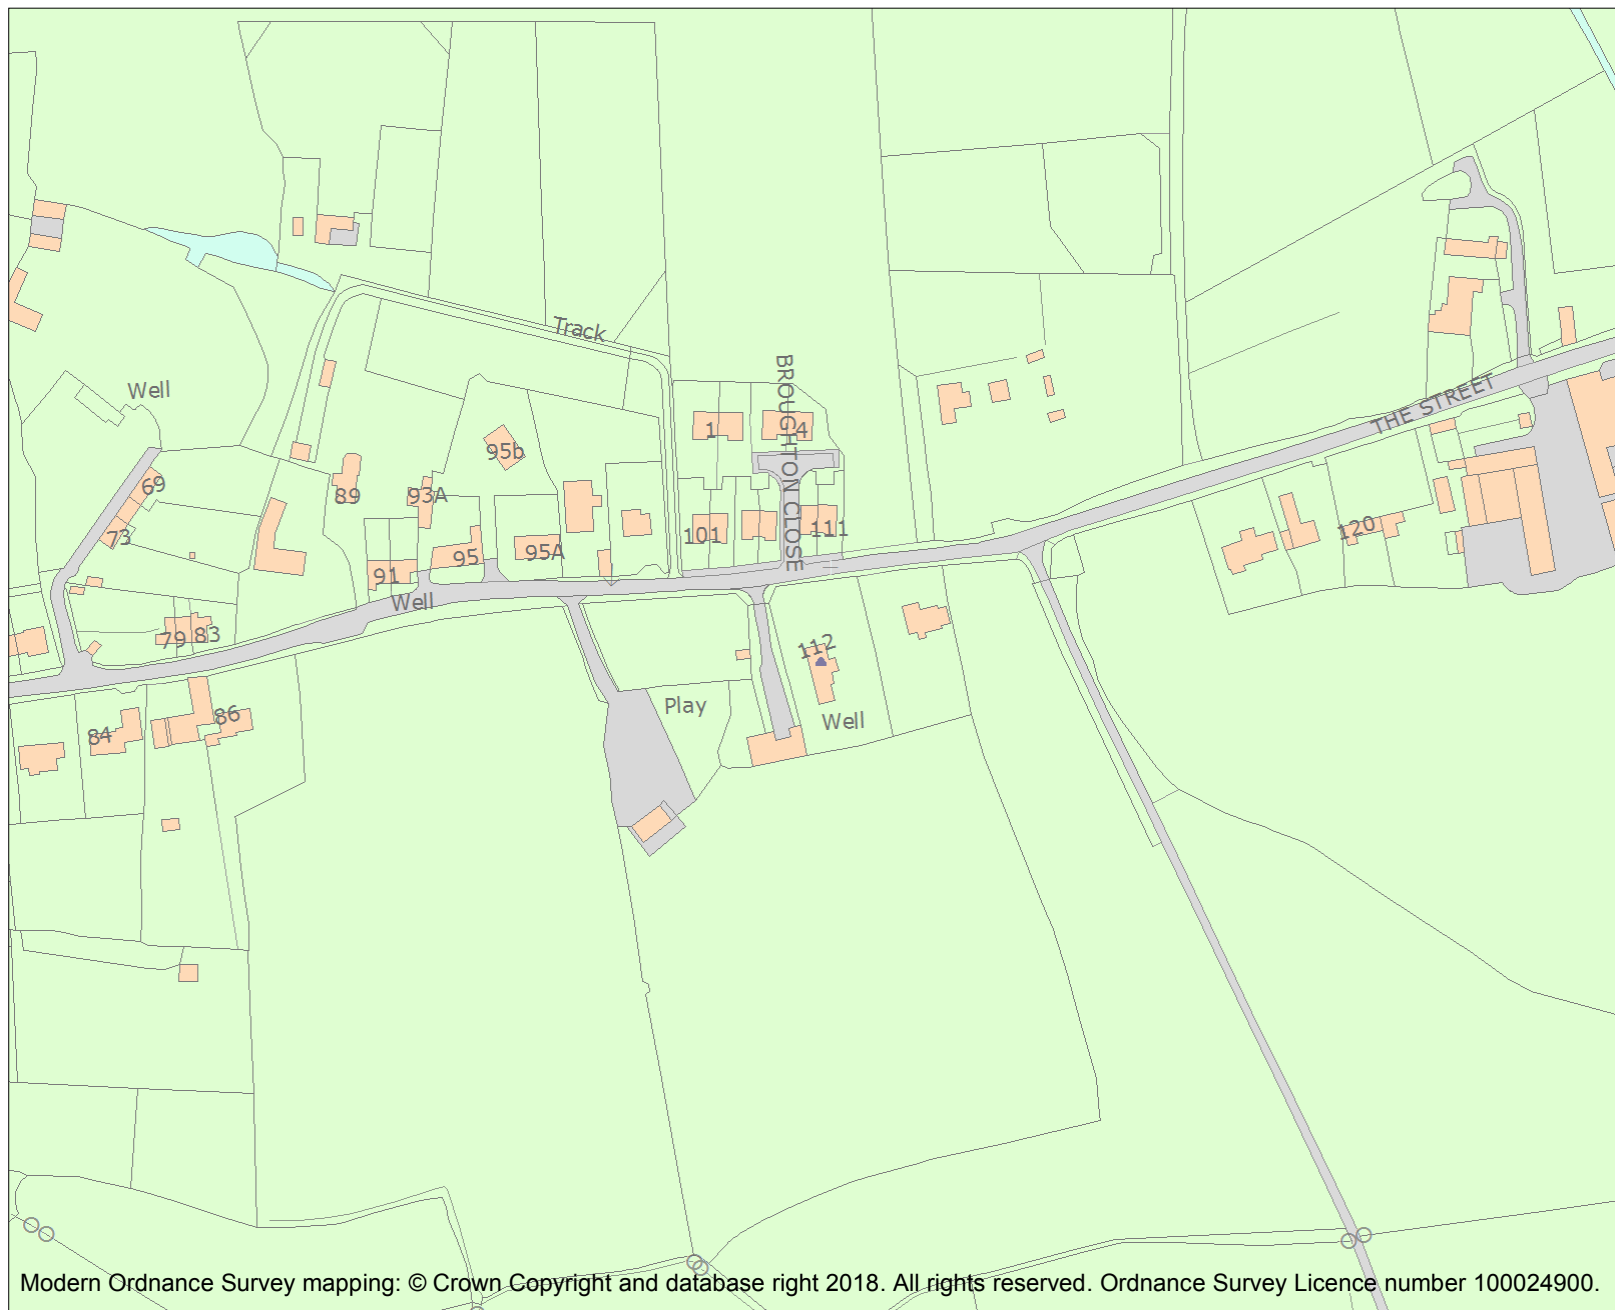 Track
BROUGHTON CLOSE
THE STREET
Well
1
4
95b
69
89
93A
73
101
111
120
95
95A
91
Well
79
83
112
Play
86
Well
84
Modern Ordnance Survey mapping: © Crown Copyright and database right 2018. All rights reserved. Ordnance Survey Licence number 100024900.